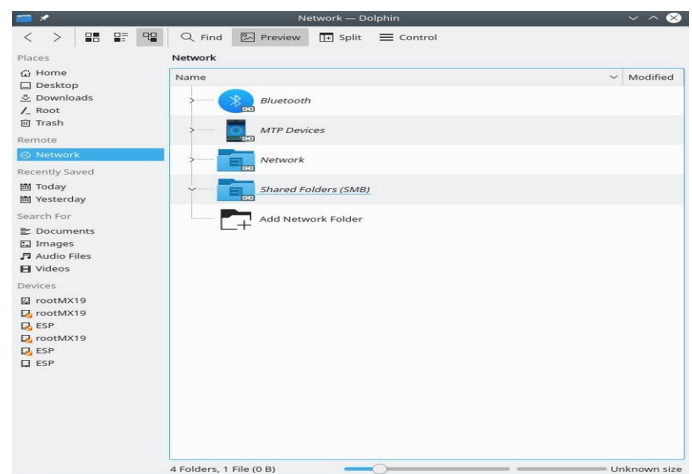 Network — Dolphin
Find Preview Split Control
Places
Home
Desktop
Downloads
Root
Trash
Remote
Network
Recently Saved
Today
Yesterday
Search For
Documents
Images
Audio Files
Videos
Devices
rootMX19
rootMX19
ESP
rootMX19
ESP
ESP
Network
Name Modified
Bluetooth
MTP Devices
Network
Shared Folders (SMB)
Add Network Folder
4 Folders, 1 File (0 B) Unknown size